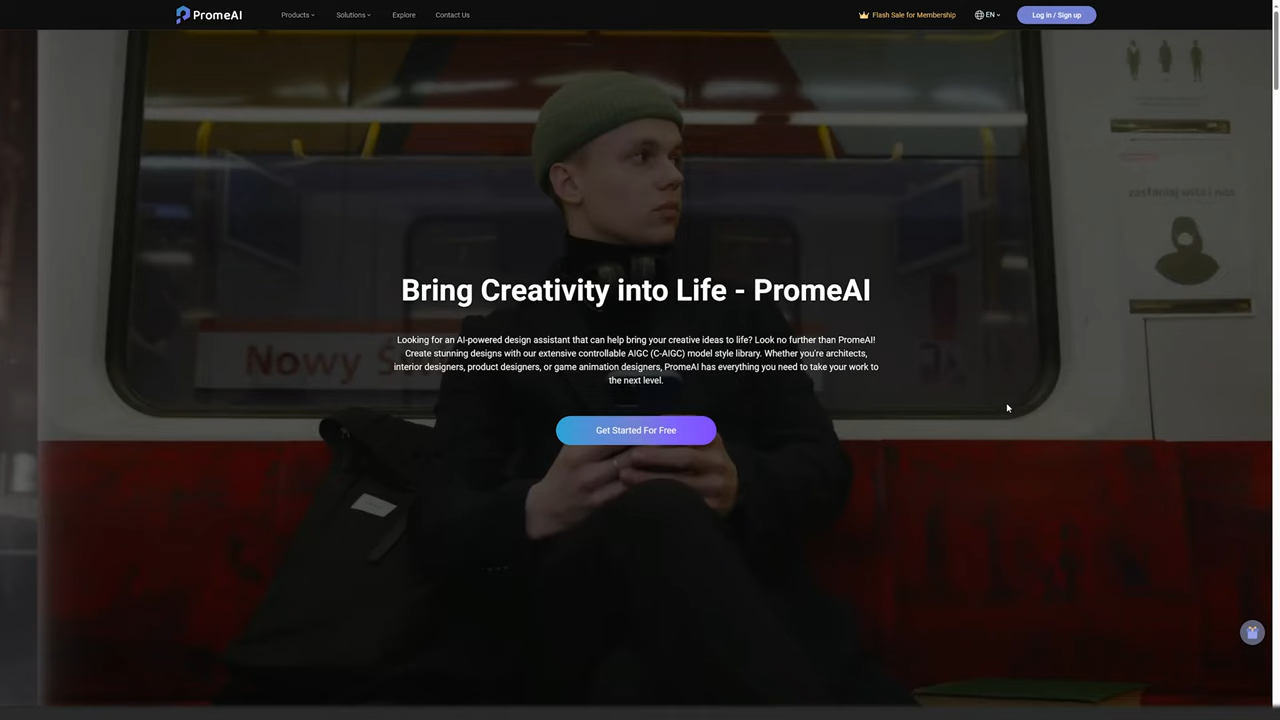 PromeAI
Products
Solutions
Explore
Contact Us
Flash Sale for Membership
EN
Log in / Sign up
zasłaniaj usta i nos
Bring Creativity into Life - PromeAI
Looking for an AI-powered design assistant that can help bring your creative ideas to life? Look no further than PromeAI!
Create stunning designs with our extensive controllable AIGC (C-AIGC) model style library. Whether you're architects,
interior designers, product designers, or game animation designers, PromeAI has everything you need to take your work to
the next level.
Nowy
Get Started For Free